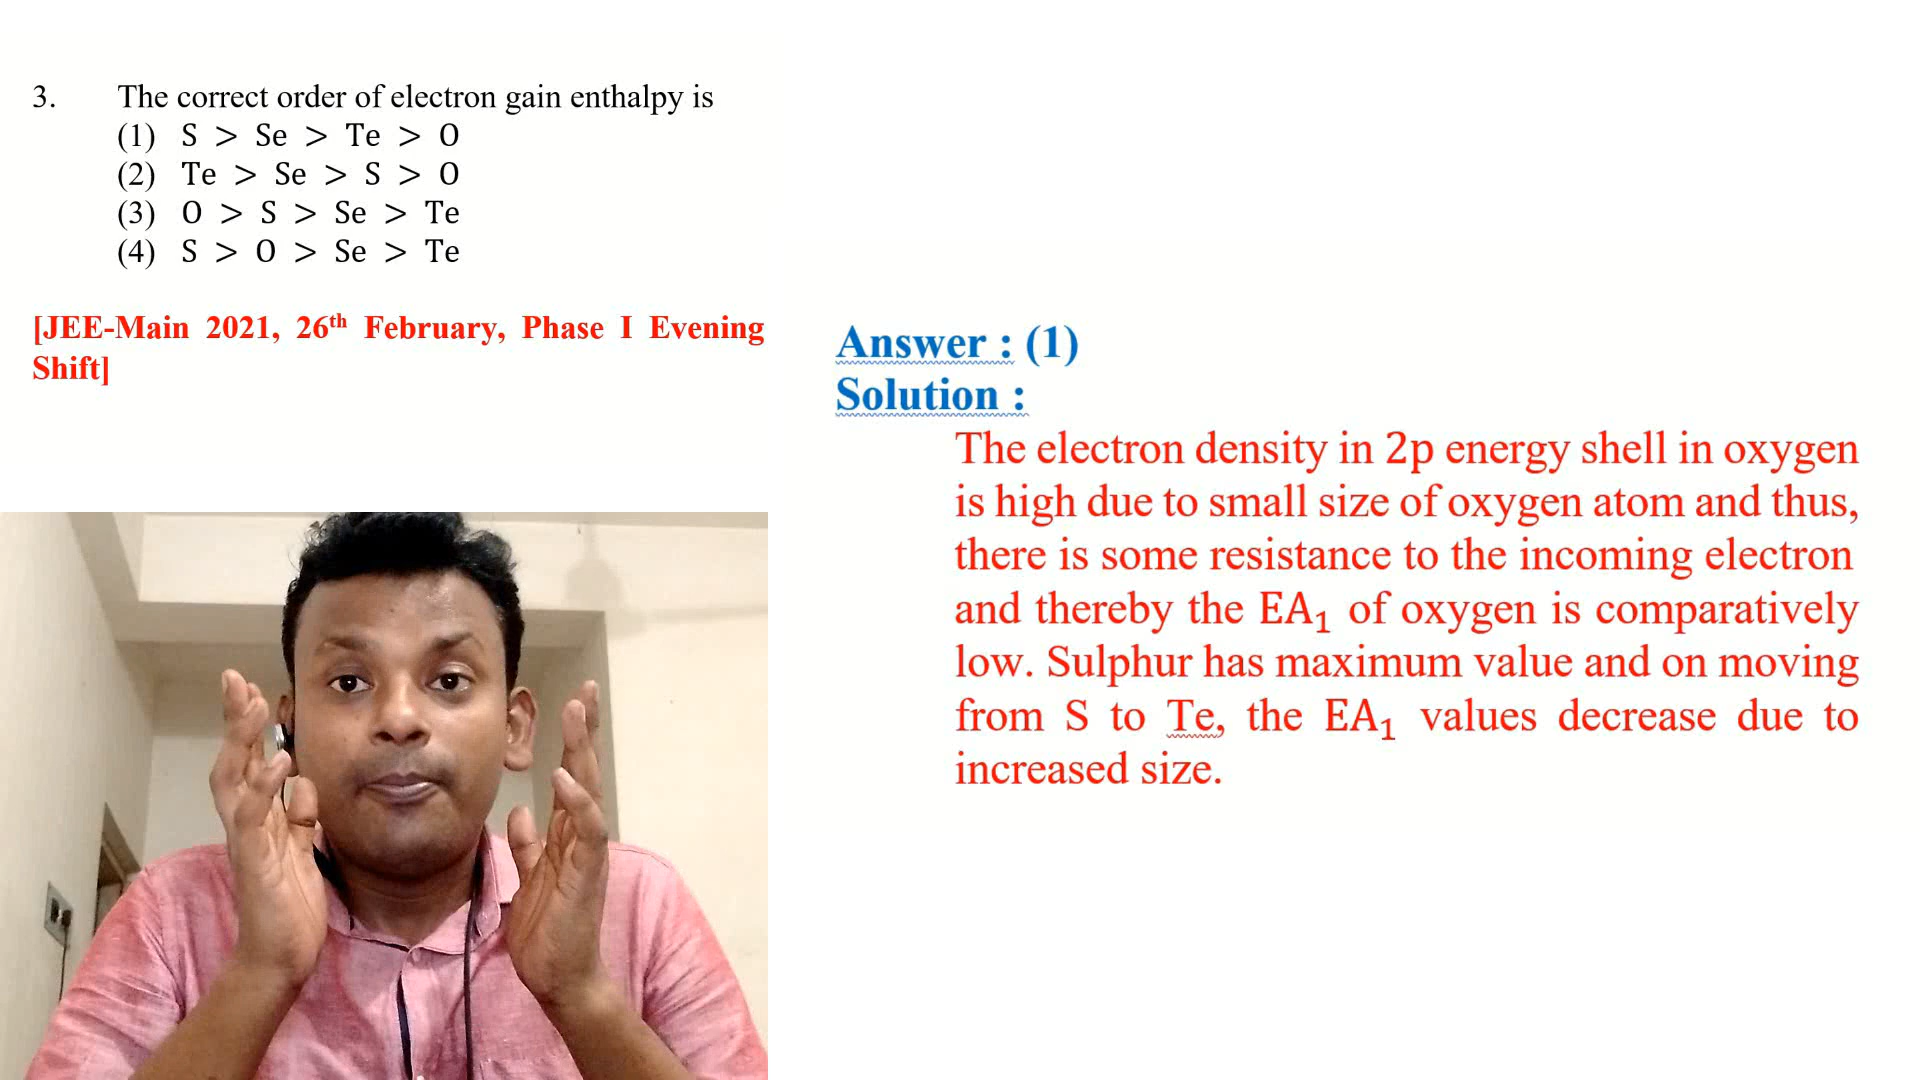 3. The correct order of electron gain enthalpy is
(1) S > Se > Te > O
(2) Te > Se > S > O
(3) O > S > Se > Te
(4) S > O > Se > Te
[JEE-Main 2021, 26th February, Phase I Evening
Shift]
Answer : (1)
Solution :
The electron density in 2p energy shell in oxygen
is high due to small size of oxygen atom and thus,
there is some resistance to the incoming electron
and thereby the EA₁ of oxygen is comparatively
low. Sulphur has maximum value and on moving
from S to Te, the EA₁ values decrease due to
increased size.